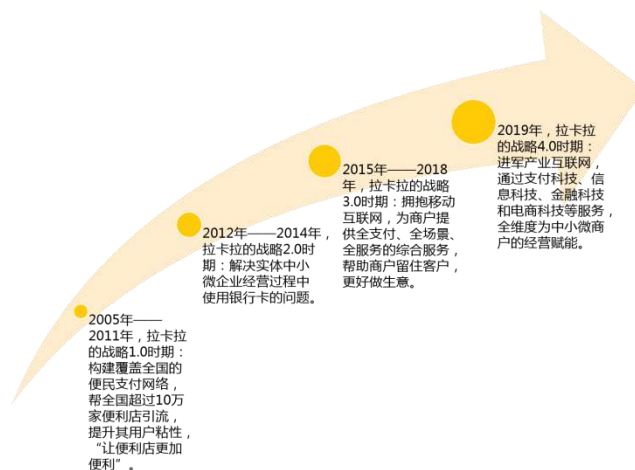 2005年——
2011年，拉卡拉
的战略1.0时期：
构建覆盖全国的
便民支付网络，
帮全国超过10万
家便利店引流，
提升其用户粘性，
“让便利店更加
便利”。
2012年——2014年，
拉卡拉的战略2.0时
期：解决实体中小
微企业经营过程中
使用银行卡的问题。
2015年——2018
年，拉卡拉的战略
3.0时期：拥抱移动
互联网，为商户提
供全支付、全场景、
全服务的综合服务，
帮助商户留住客户，
更好做生意。
2019年，拉卡拉
的战略4.0时期：
进军产业互联网，
通过支付科技、信
息科技、金融科技
和电商科技等服务，
全维度为中小微商
户的经营赋能。